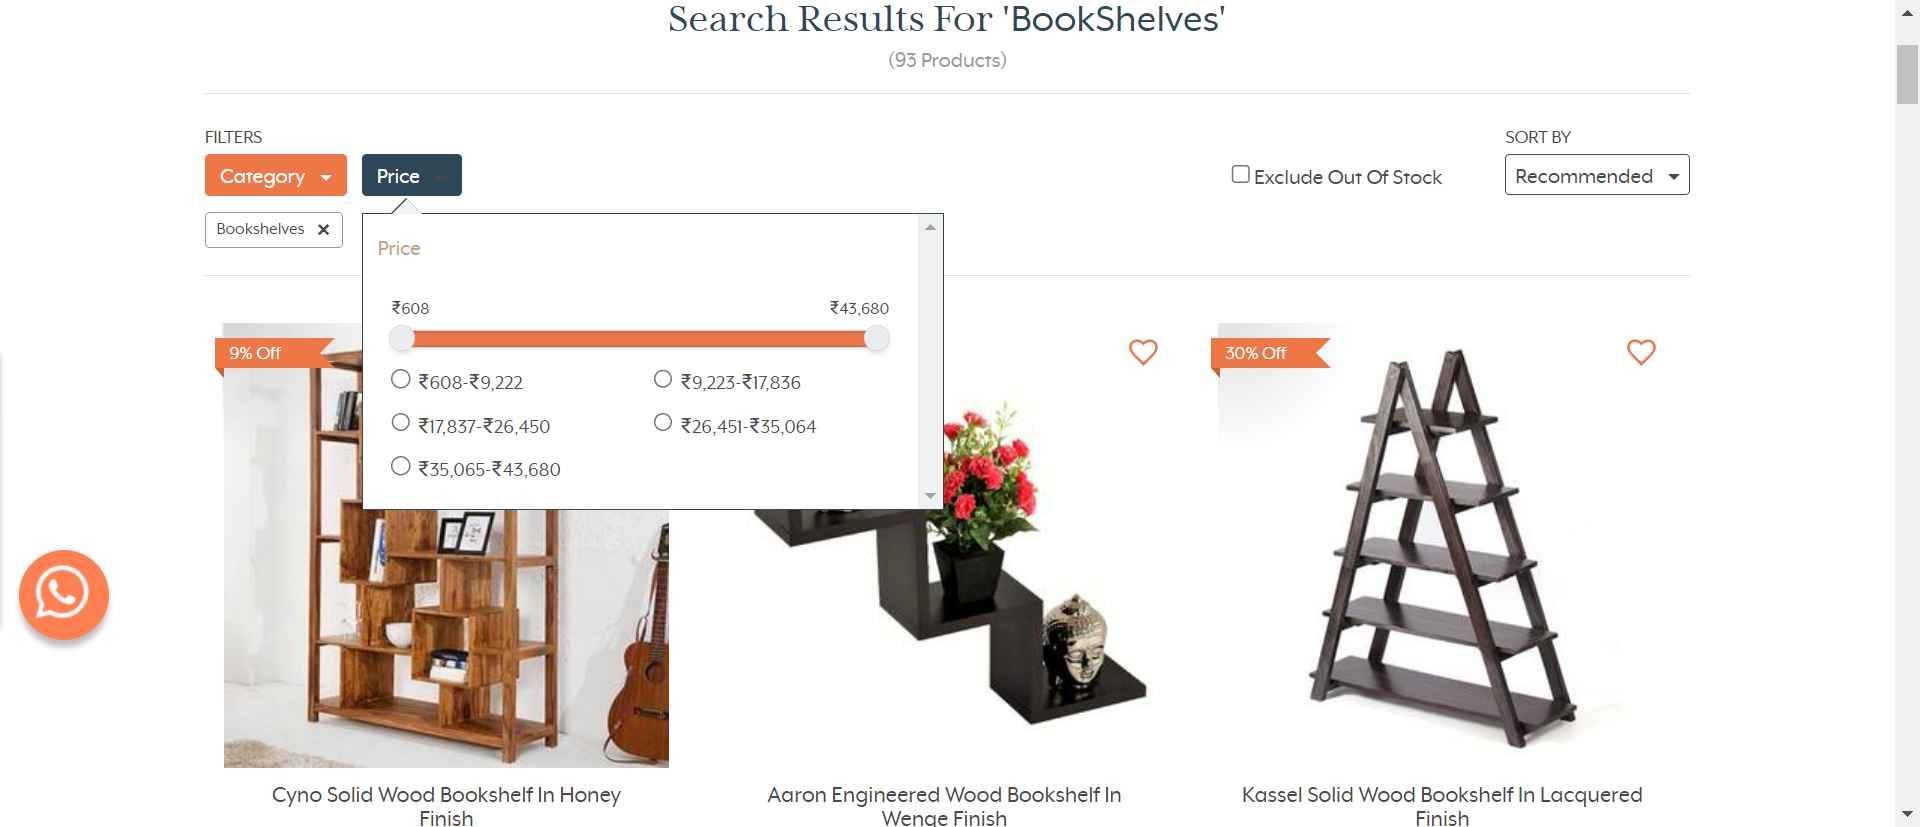 Search Results For 'BookShelves'
(93 Products)
FILTERS
SORT BY
Category
Price
Exclude Out Of Stock
Recommended
Bookshelves ✕
Price
₹608
₹43,680
₹608-₹9,222
₹9,223-₹17,836
₹17,837-₹26,450
₹26,451-₹35,064
₹35,065-₹43,680
9% Off
30% Off
Cyno Solid Wood Bookshelf In Honey
Finish
Aaron Engineered Wood Bookshelf In
Wenge Finish
Kassel Solid Wood Bookshelf In Lacquered
Finish